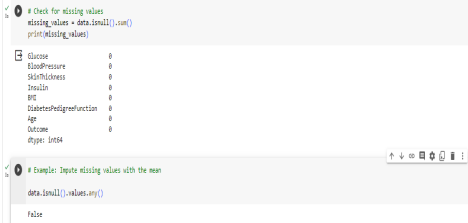 # Check for missing values
missing_values = data.isnull().sum()
print(missing_values)
Glucose 0
BloodPressure 0
SkinThickness 0
Insulin 0
BMI 0
DiabetesPedigreeFunction 0
Age 0
Outcome 0
dtype: int64
# Example: Impute missing values with the mean
data.isnull().values.any()
False